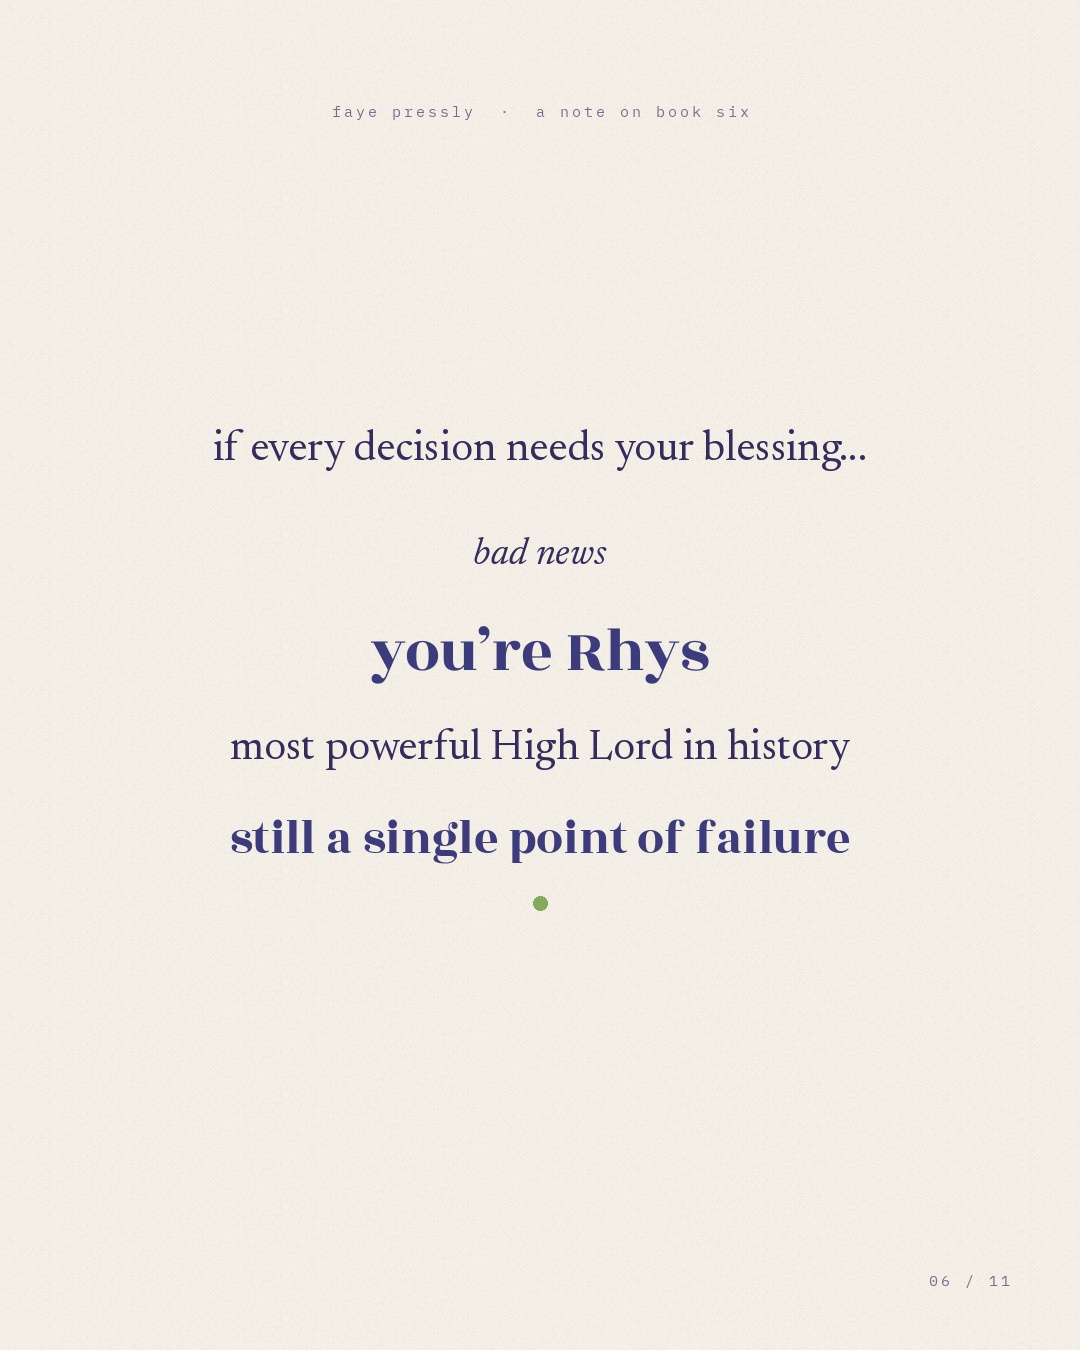 faye pressly · a note on book six
if every decision needs your blessing...
bad news
you’re Rhys
most powerful High Lord in history
still a single point of failure
06 / 11